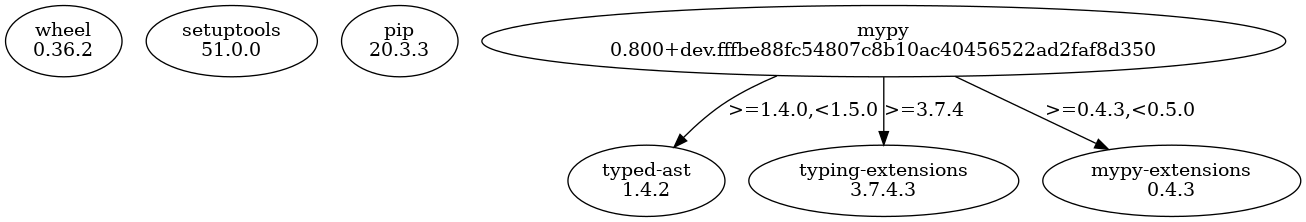 wheel
0.36.2
setuptools
51.0.0
pip
20.3.3
mypy
0.800+dev.fffbe88fc54807c8b10ac40456522ad2faf8d350
>=1.4.0,<1.5.0
>=3.7.4
>=0.4.3,<0.5.0
typed-ast
1.4.2
typing-extensions
3.7.4.3
mypy-extensions
0.4.3